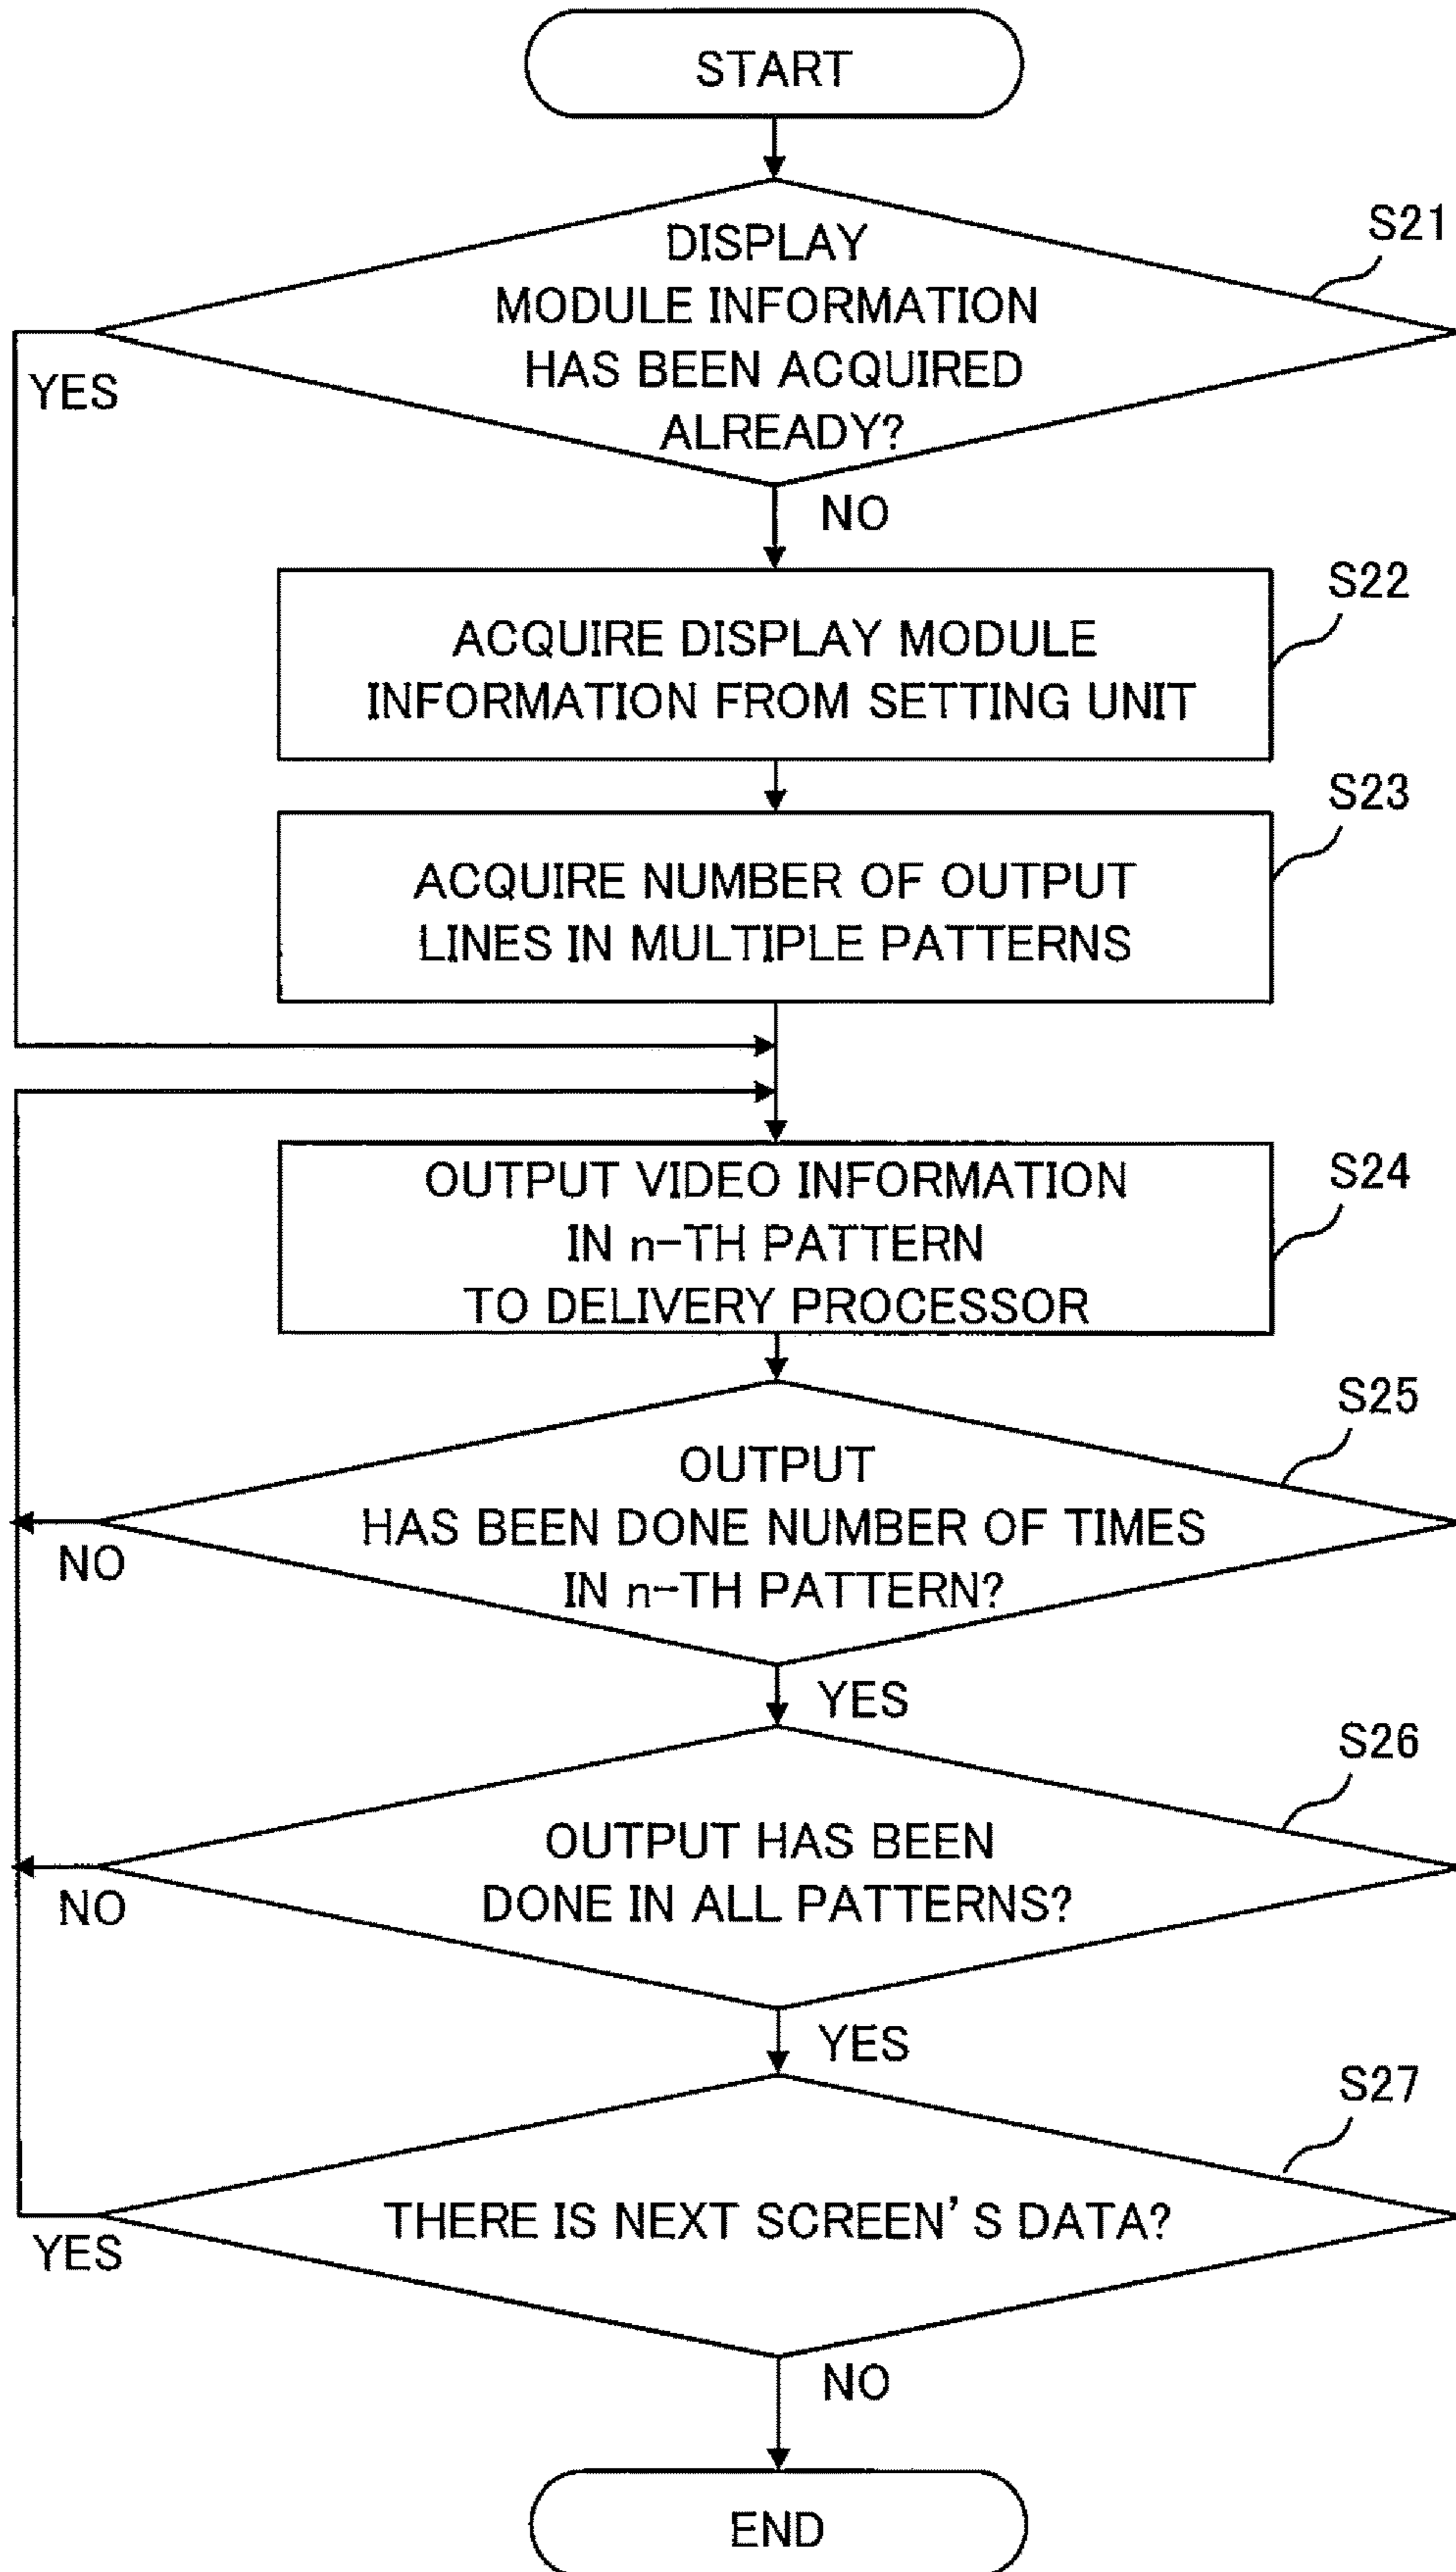 START
DISPLAY
MODULE INFORMATION
HAS BEEN ACQUIRED
ALREADY?
S21
YES
NO
ACQUIRE DISPLAY MODULE
INFORMATION FROM SETTING UNIT
S22
ACQUIRE NUMBER OF OUTPUT
LINES IN MULTIPLE PATTERNS
S23
OUTPUT VIDEO INFORMATION
IN n-TH PATTERN
TO DELIVERY PROCESSOR
S24
OUTPUT
HAS BEEN DONE NUMBER OF TIMES
IN n-TH PATTERN?
S25
NO
YES
OUTPUT HAS BEEN
DONE IN ALL PATTERNS?
S26
NO
YES
THERE IS NEXT SCREEN'S DATA?
S27
YES
NO
END